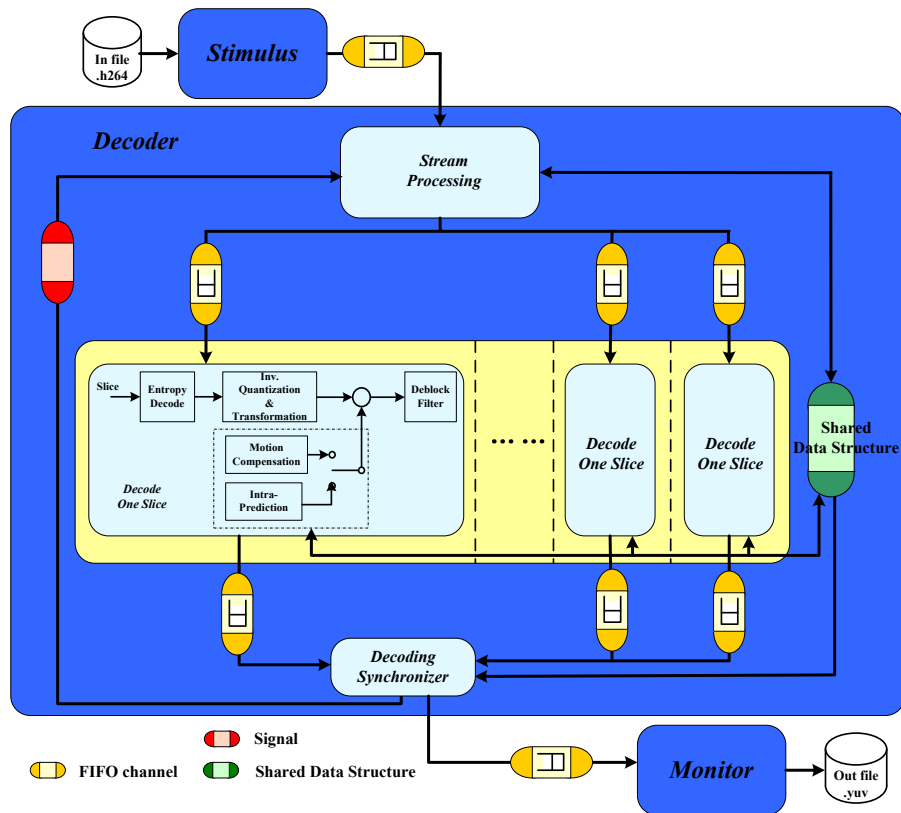 In file
.h264
Stimulus
Decoder
Stream
Processing
Slice
Entropy
Decode
Inv.
Quantization
&
Transformation
Deblock
Filter
Motion
Compensation
Intra-
Prediction
Decode
One Slice
... ...
Decode
One Slice
Decode
One Slice
Shared
Data Structure
Decoding
Synchronizer
Signal
FIFO channel
Shared Data Structure
Monitor
Out file
.yuv